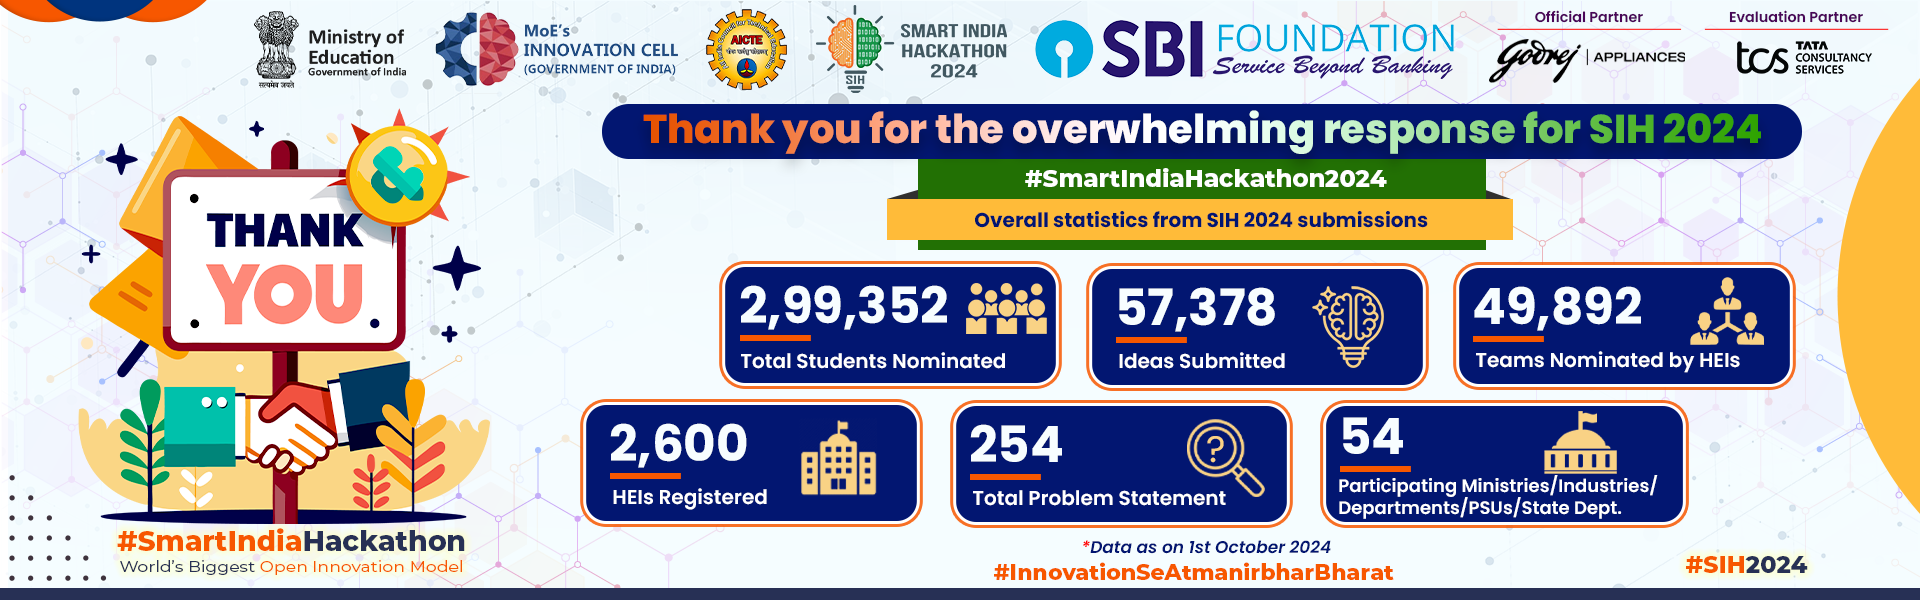 Ministry of
Education
Government of India
सत्यमेव जयते
MoE's
INNOVATION CELL
(GOVERNMENT OF INDIA)
AICTE
SIH
SMART INDIA
HACKATHON
2024
SBI FOUNDATION
Service Beyond Banking
Official Partner
Godrej | APPLIANCES
Evaluation Partner
tcs TATA
CONSULTANCY
SERVICES
Thank you for the overwhelming response for SIH 2024
#SmartIndiaHackathon2024
Overall statistics from SIH 2024 submissions
THANK
YOU
2,99,352
Total Students Nominated
57,378
Ideas Submitted
49,892
Teams Nominated by HEIs
2,600
HEIs Registered
254
Total Problem Statement
54
Participating Ministries/Industries/
Departments/PSUs/State Dept.
#SmartIndiaHackathon
World's Biggest Open Innovation Model
*Data as on 1st October 2024
#InnovationSeAtmanirbharBharat
#SIH2024